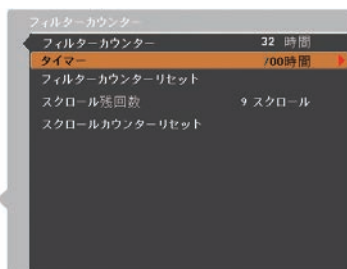 フィルターカウンター
フィルターカウンター 32 時間
タイマー /00時間
フィルターカウンターリセット
スクロール残回数 9 スクロール
スクロールカウンターリセット